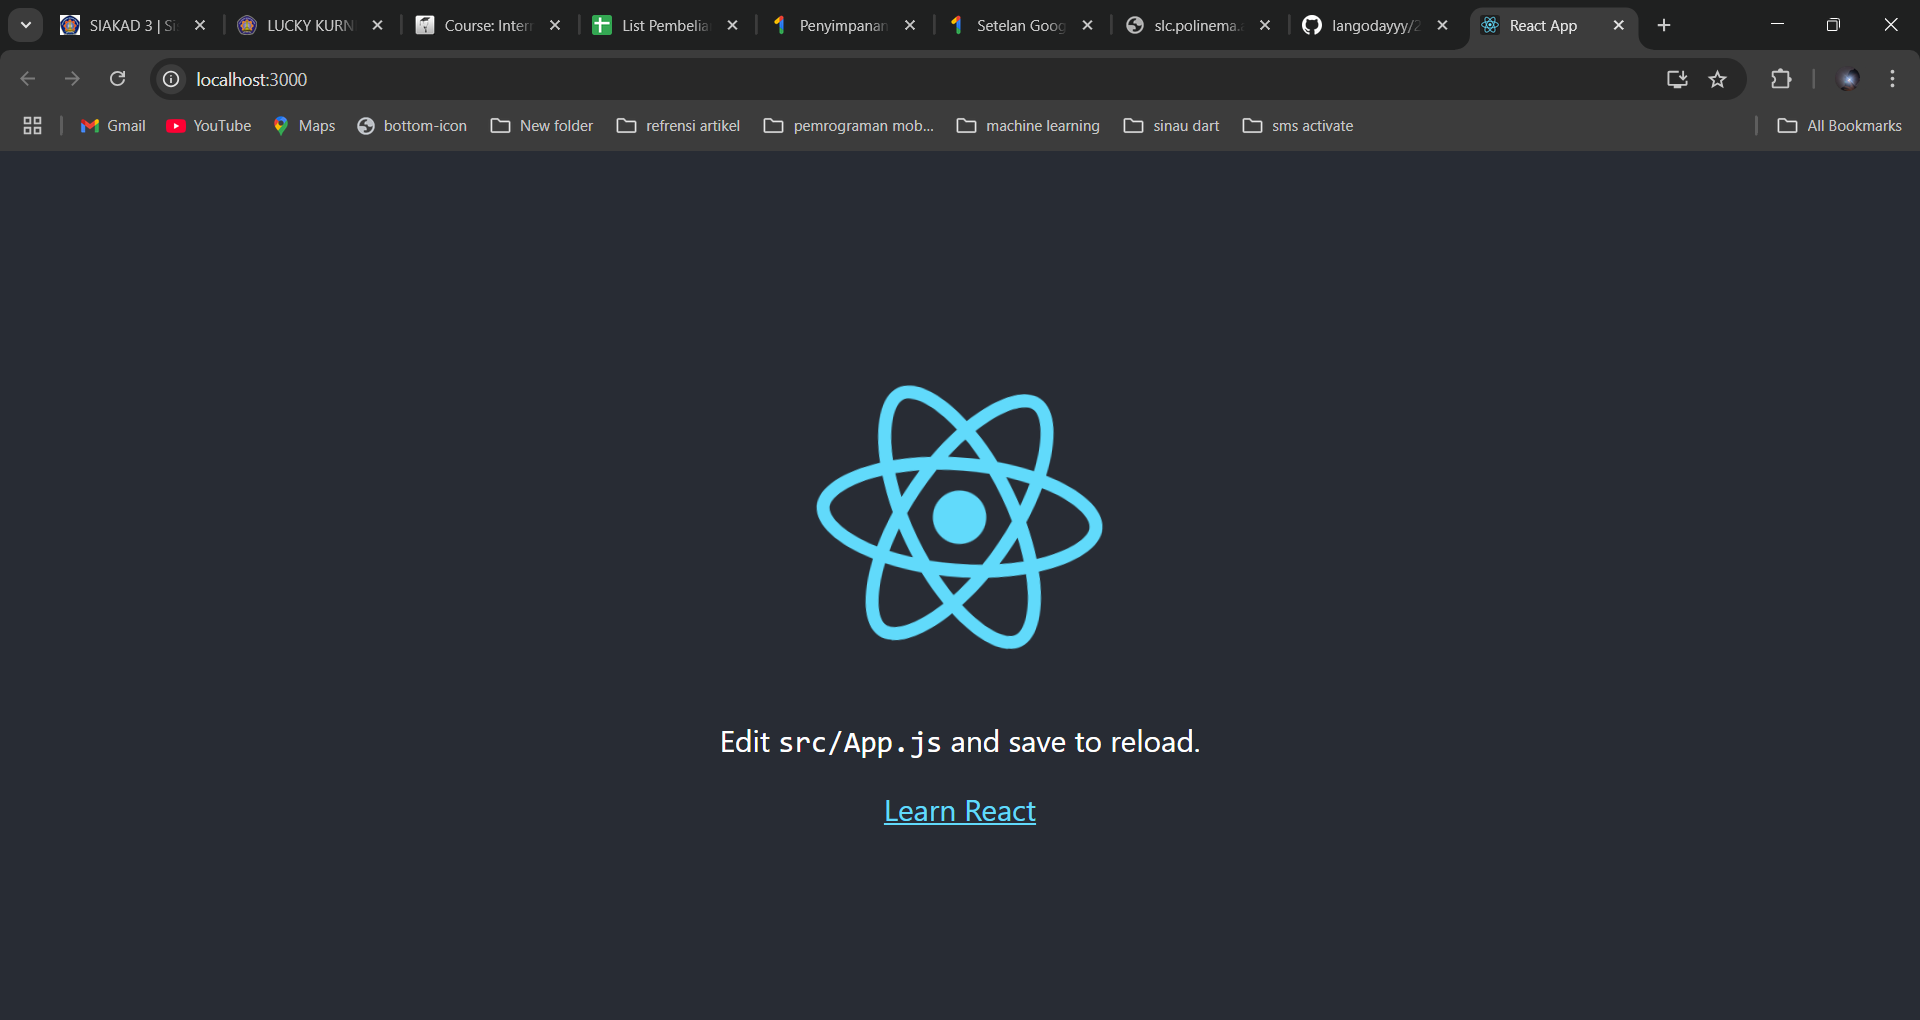 SIAKAD 3 | Si
LUCKY KURN
Course: Inter
List Pembelia
Penyimpanan
Setelan Goog
slc.polinema.
langodayyy/2
React App
localhost:3000
Gmail
YouTube
Maps
bottom-icon
New folder
refrensi artikel
pemrograman mob...
machine learning
sinau dart
sms activate
All Bookmarks
Edit src/App.js and save to reload.
Learn React